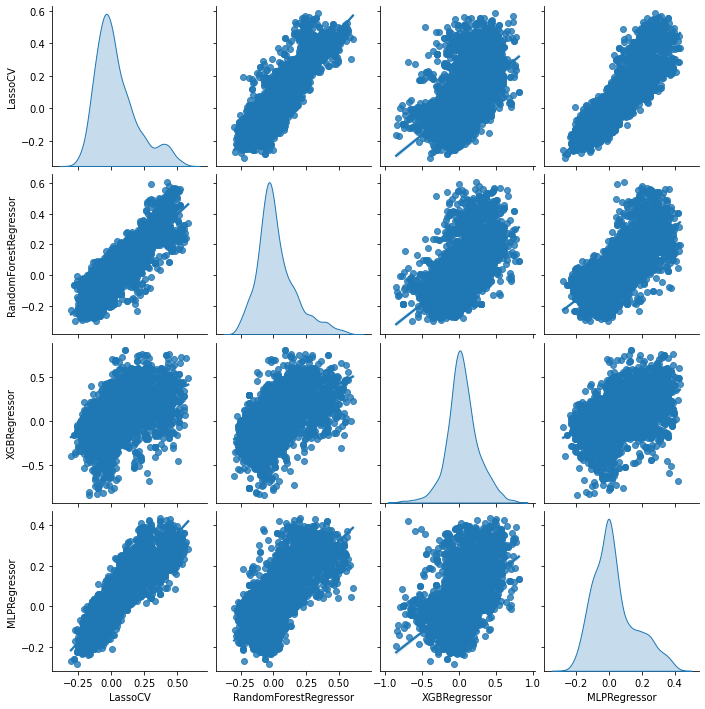 0.6
0.4
0.2
0.0
−0.2
LassoCV
0.6
0.4
0.2
0.0
−0.2
RandomForestRegressor
0.5
0.0
−0.5
XGBRegressor
0.4
0.2
0.0
−0.2
MLPRegressor
−0.25 0.00 0.25 0.50
−0.25 0.00 0.25 0.50
−1.0 −0.5 0.0 0.5 1.0
−0.2 0.0 0.2 0.4
LassoCV RandomForestRegressor XGBRegressor MLPRegressor